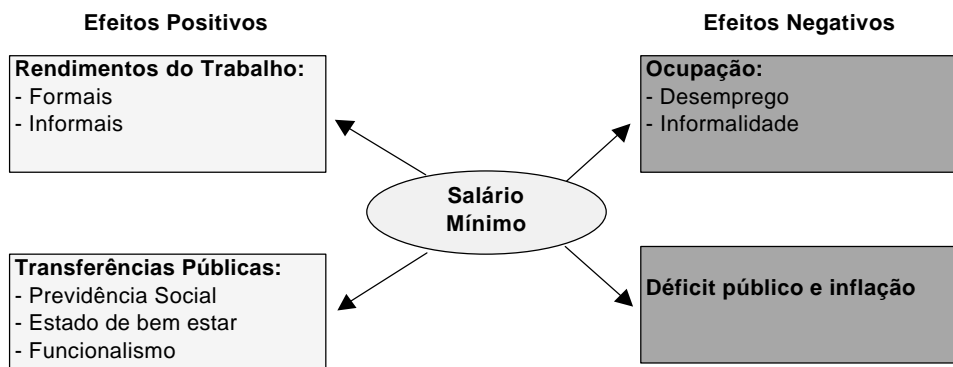 Efeitos Positivos
Efeitos Negativos
Rendimentos do Trabalho:
- Formais
- Informais
Ocupação:
- Desemprego
- Informalidade
Salário
Mínimo
Transferências Públicas:
- Previdência Social
- Estado de bem estar
- Funcionalismo
Déficit público e inflação